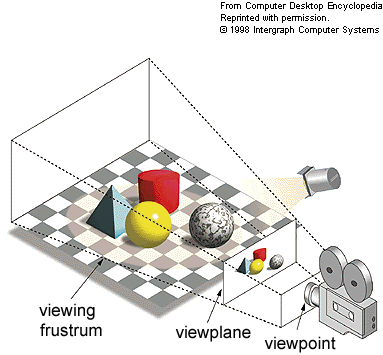 From Computer Desktop Encyclopedia
Reprinted with permission.
© 1998 Intergraph Computer Systems
viewing
frustrum
viewplane
viewpoint